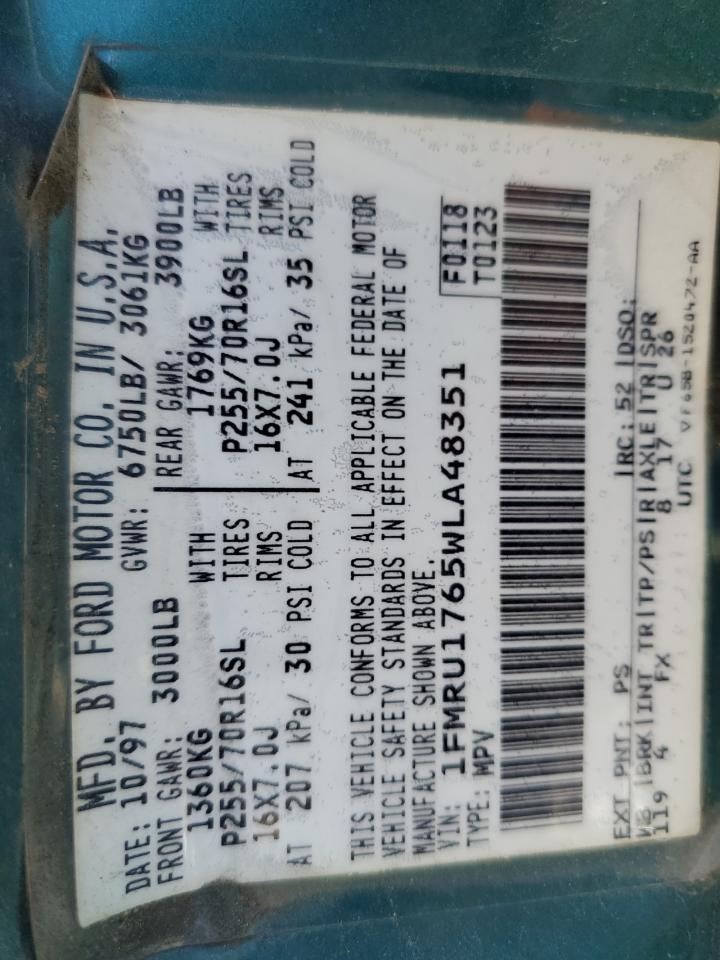 MFD. BY FORD MOTOR CO. IN U.S.A.
DATE: 10/97 GVWR: 6750LB/ 3061KG
FRONT GAWR: 3000LB REAR GAWR: 3900LB
1360KG WITH 1769KG WITH
P255/70R16SL TIRES P255/70R16SL TIRES
16X7.0J RIMS 16X7.0J RIMS
AT 207 kPa/ 30 PSI COLD AT 241 kPa/ 35 PSI COLD
THIS VEHICLE CONFORMS TO ALL APPLICABLE FEDERAL MOTOR
VEHICLE SAFETY STANDARDS IN EFFECT ON THE DATE OF
MANUFACTURE SHOWN ABOVE.
VIN: 1FMRU1765WLA48351 F0118
TYPE: MPV T0123
EXT PNT: PS RC: 52 DSO:
WB BRK INT TR TP/PS R AXLE TR SPR
119 4 FX 8 17 U 26
UTC VF65B-1520472-AA